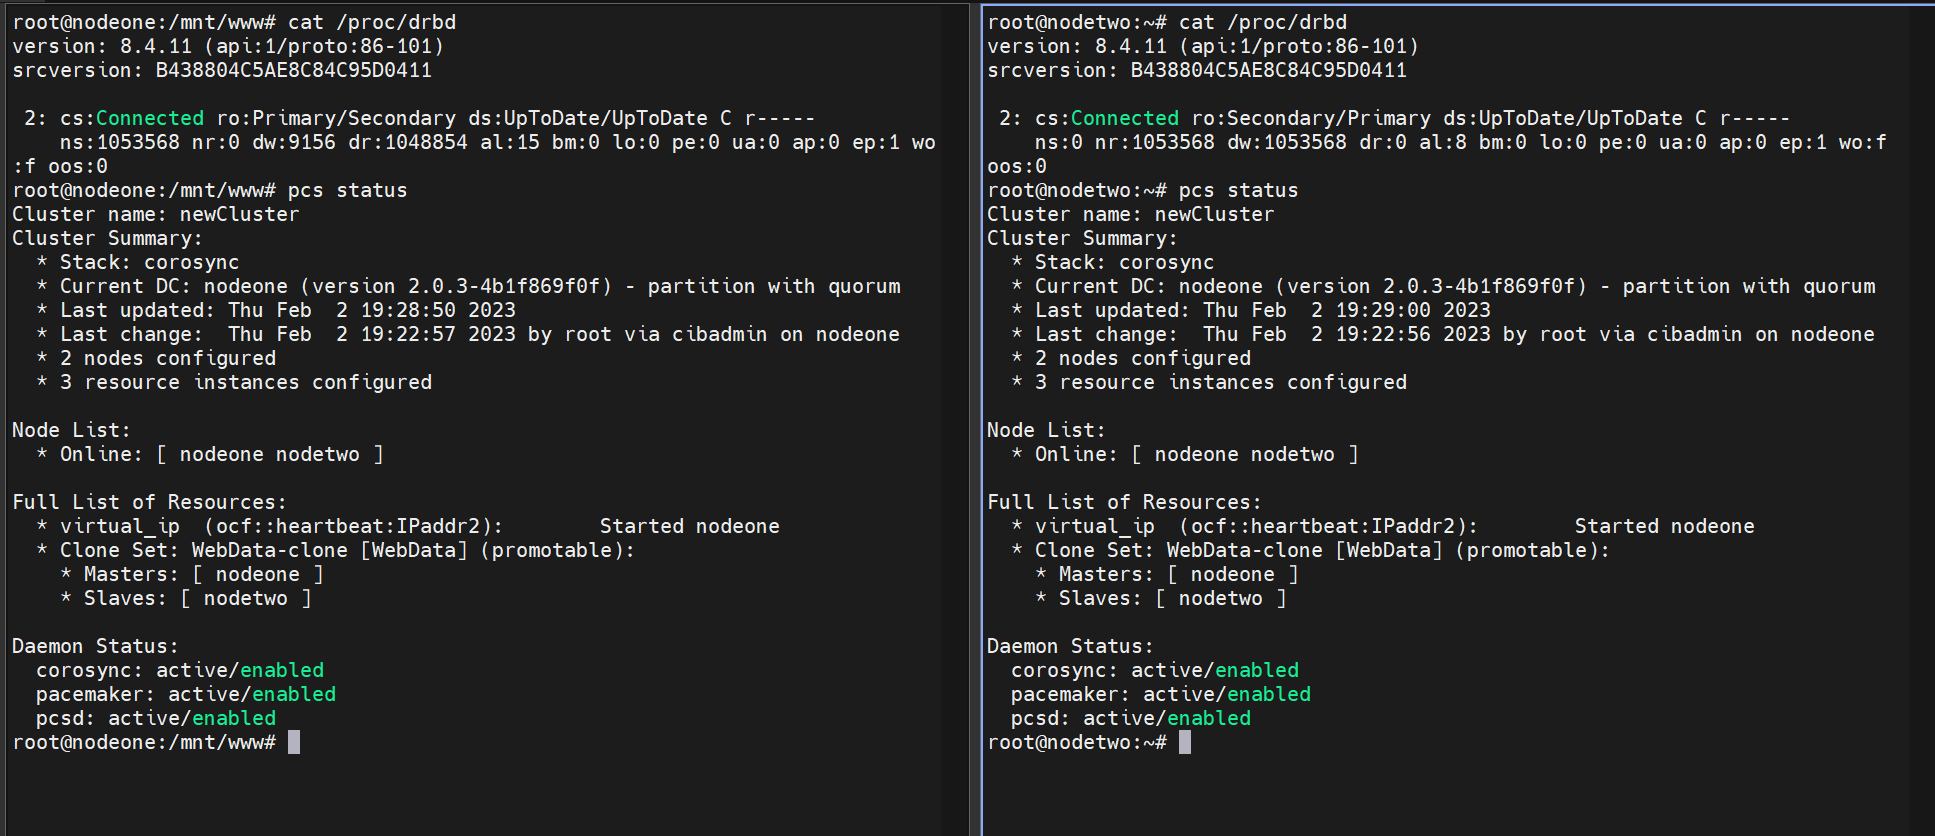 root@nodeone:/mnt/www# cat /proc/drbd
version: 8.4.11 (api:1/proto:86-101)
srcversion: B438804C5AE8C84C95D0411
2: cs:Connected ro:Primary/Secondary ds:UpToDate/UpToDate C r-----
ns:1053568 nr:0 dw:9156 dr:1048854 al:15 bm:0 lo:0 pe:0 ua:0 ap:0 ep:1 wo
:f oos:0
root@nodeone:/mnt/www# pcs status
Cluster name: newCluster
Cluster Summary:
* Stack: corosync
* Current DC: nodeone (version 2.0.3-4b1f869f0f) - partition with quorum
* Last updated: Thu Feb  2 19:28:50 2023
* Last change:  Thu Feb  2 19:22:57 2023 by root via cibadmin on nodeone
* 2 nodes configured
* 3 resource instances configured
Node List:
* Online: [ nodeone nodetwo ]
Full List of Resources:
* virtual_ip  (ocf::heartbeat:IPaddr2):        Started nodeone
* Clone Set: WebData-clone [WebData] (promotable):
* Masters: [ nodeone ]
* Slaves: [ nodetwo ]
Daemon Status:
corosync: active/enabled
pacemaker: active/enabled
pcsd: active/enabled
root@nodeone:/mnt/www#
root@nodetwo:~# cat /proc/drbd
version: 8.4.11 (api:1/proto:86-101)
srcversion: B438804C5AE8C84C95D0411
2: cs:Connected ro:Secondary/Primary ds:UpToDate/UpToDate C r-----
ns:0 nr:1053568 dw:1053568 dr:0 al:8 bm:0 lo:0 pe:0 ua:0 ap:0 ep:1 wo:f
oos:0
root@nodetwo:~# pcs status
Cluster name: newCluster
Cluster Summary:
* Stack: corosync
* Current DC: nodeone (version 2.0.3-4b1f869f0f) - partition with quorum
* Last updated: Thu Feb  2 19:29:00 2023
* Last change:  Thu Feb  2 19:22:56 2023 by root via cibadmin on nodeone
* 2 nodes configured
* 3 resource instances configured
Node List:
* Online: [ nodeone nodetwo ]
Full List of Resources:
* virtual_ip  (ocf::heartbeat:IPaddr2):        Started nodeone
* Clone Set: WebData-clone [WebData] (promotable):
* Masters: [ nodeone ]
* Slaves: [ nodetwo ]
Daemon Status:
corosync: active/enabled
pacemaker: active/enabled
pcsd: active/enabled
root@nodetwo:~#